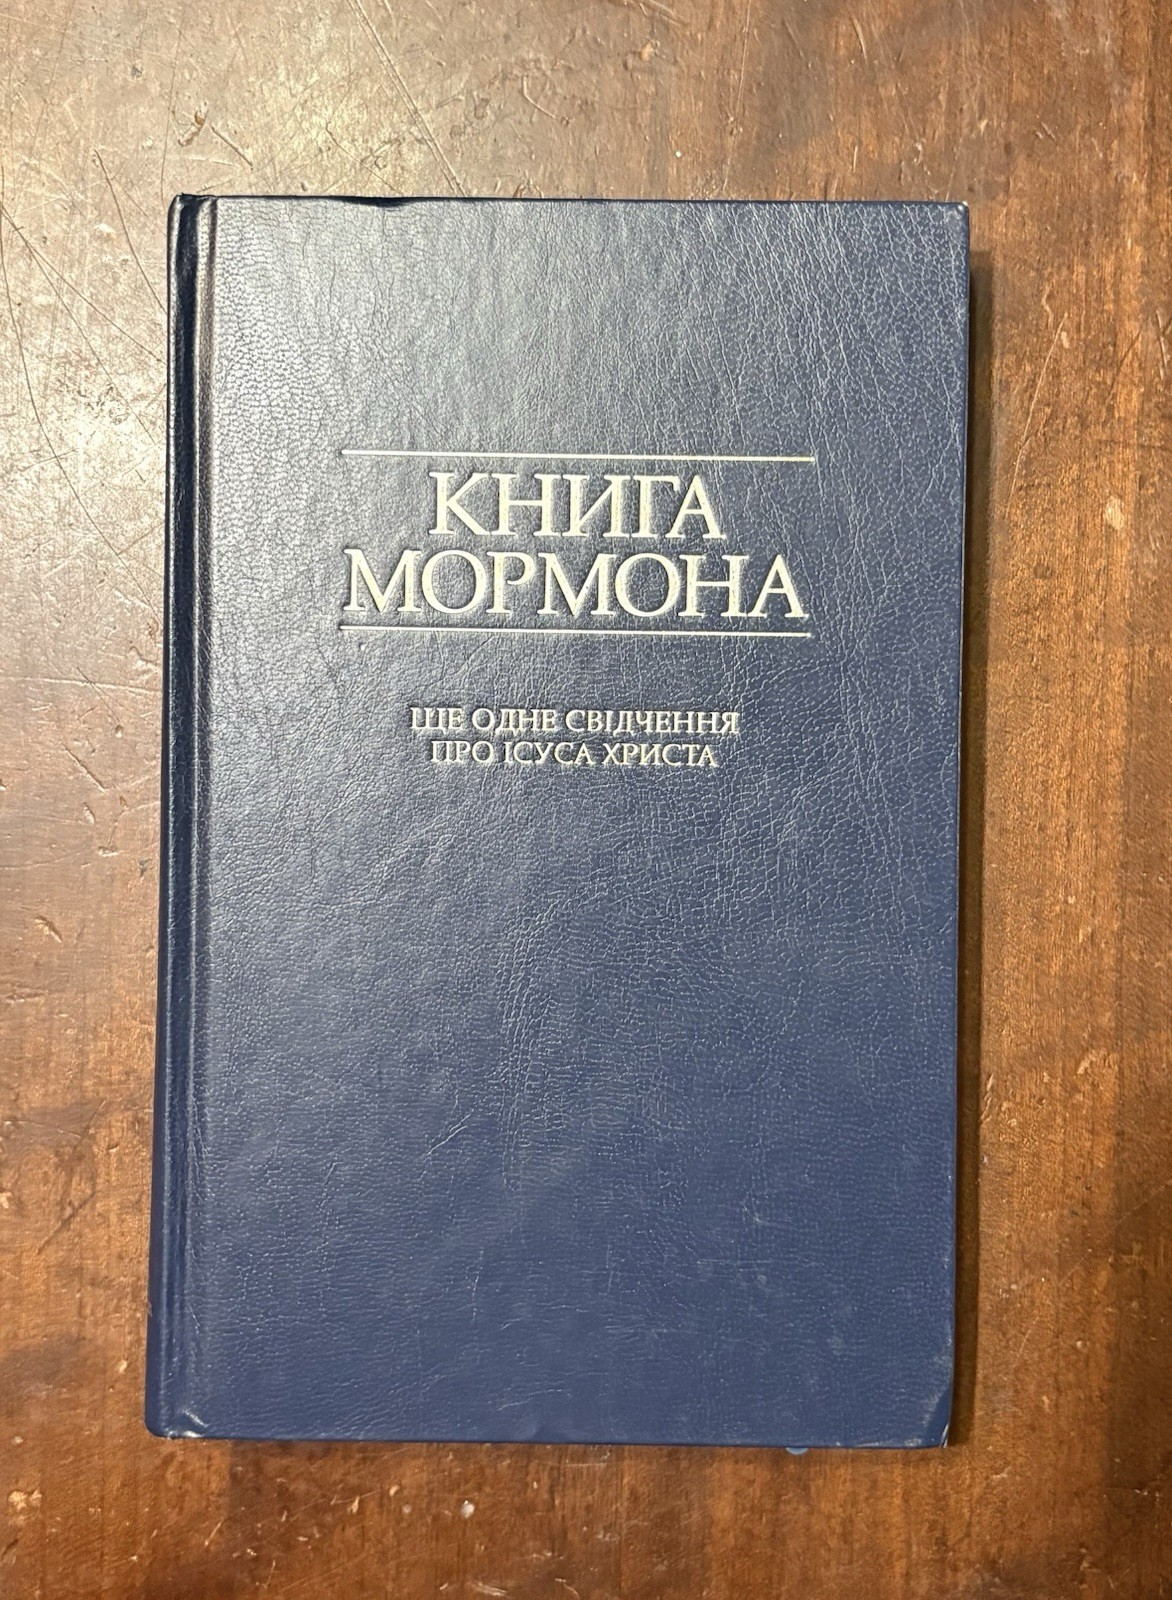 КНИГА
МОРМОНА
ЩЕ ОДНЕ СВІДЧЕННЯ
ПРО ІСУСА ХРИСТА